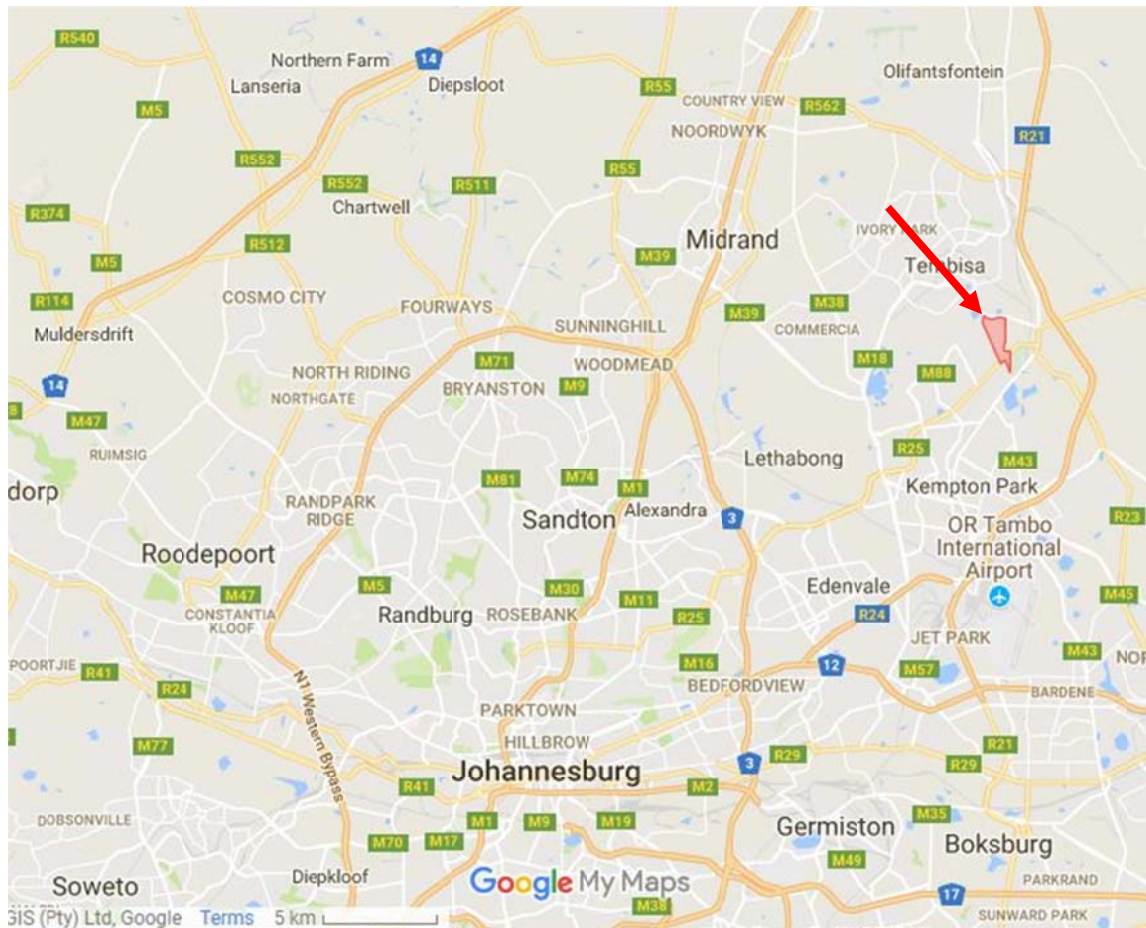 R540
14
Northern Farm
Lanseria
Diepsloot
Olifantsfontein
R55
COUNTRY VIEW
R562
M5
NOORDWYK
R21
R552
R55
R552
R511
R374
Chartwell
IVORY PARK
Midrand
R512
M39
M5
Tembisa
COSMO CITY
R114
FOURWAYS
M39
M38
Muldersdrift
SUNNINGHILL
COMMERCIA
M71
WOODMEAD
M18
NORTH RIDING
M88
14
BRYANSTON
M9
NORTHGATE
8
M47
RUIMSIG
R25
Lethabong
M43
M81
M74
M1
Kempton Park
dorp
RANDPARK
RIDGE
Sandton
Alexandra
3
R23
OR Tambo
International
Airport
Roodepoort
M5
M30
Edenvale
M47
M11
M45
CONSTANTIA
KLOOF
Randburg
ROSEBANK
R25
R24
JET PARK
POORTJIE
R41
M16
12
M57
M43
NOR
R24
BEDFORDVIEW
BARDENE
N1 Western Bypass
PARKTOWN
M77
HILLBROW
R21
3
R29
R29
Johannesburg
R41
M2
DOBSONVILLE
M1
M9
M19
M35
Germiston
M70
M17
Boksburg
M49
Soweto
Diepkloof
Google My Maps
PARKRAND
17
M38
GIS (Pty) Ltd, Google Terms 5 km
SUNWARD PARK